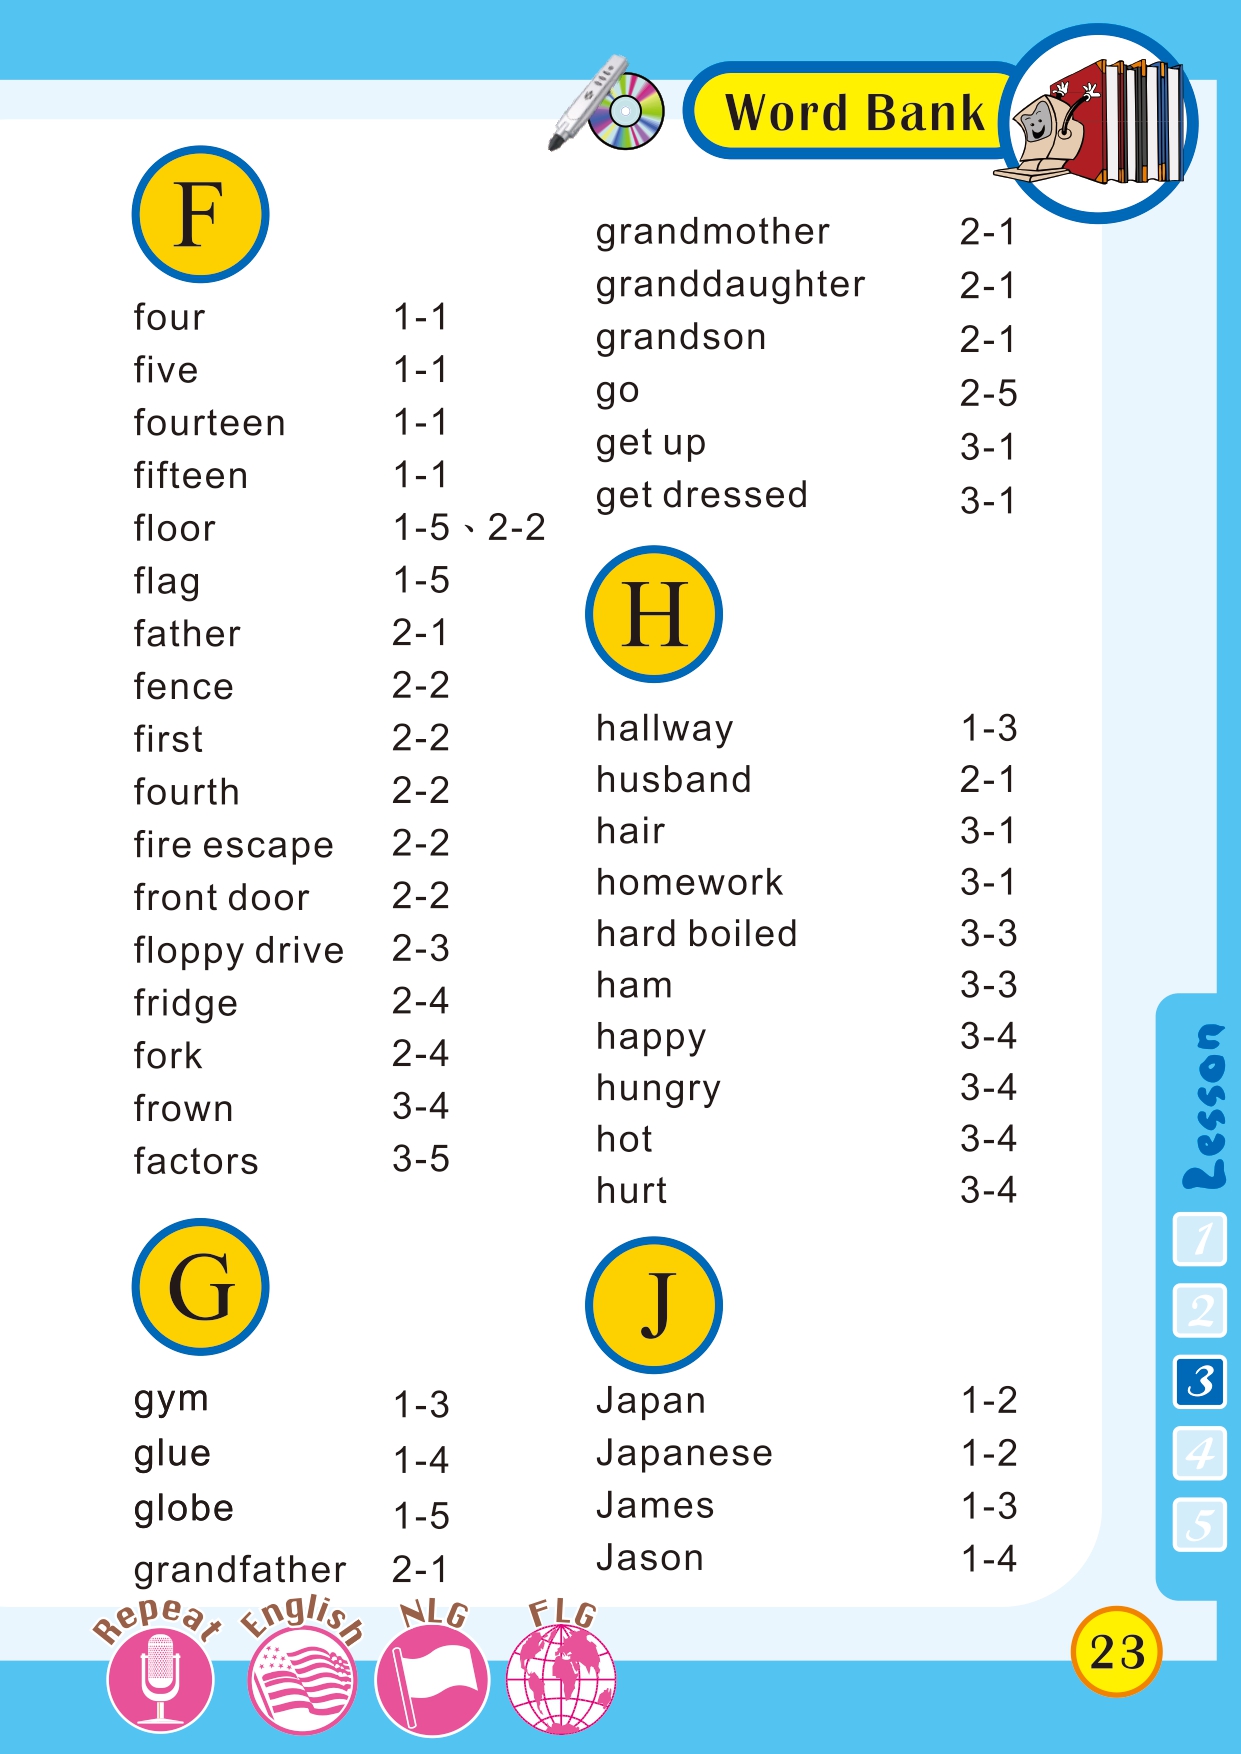 Word Bank
F
four 1-1
five 1-1
fourteen 1-1
fifteen 1-1
floor 1-5、2-2
flag 1-5
father 2-1
fence 2-2
first 2-2
fourth 2-2
fire escape 2-2
front door 2-2
floppy drive 2-3
fridge 2-4
fork 2-4
frown 3-4
factors 3-5
G
gym 1-3
glue 1-4
globe 1-5
grandfather 2-1
grandmother 2-1
granddaughter 2-1
grandson 2-1
go 2-5
get up 3-1
get dressed 3-1
H
hallway 1-3
husband 2-1
hair 3-1
homework 3-1
hard boiled 3-3
ham 3-3
happy 3-4
hungry 3-4
hot 3-4
hurt 3-4
J
Japan 1-2
Japanese 1-2
James 1-3
Jason 1-4
Lesson
1
2
3
4
5
Repeat
English
NLG
FLG
23